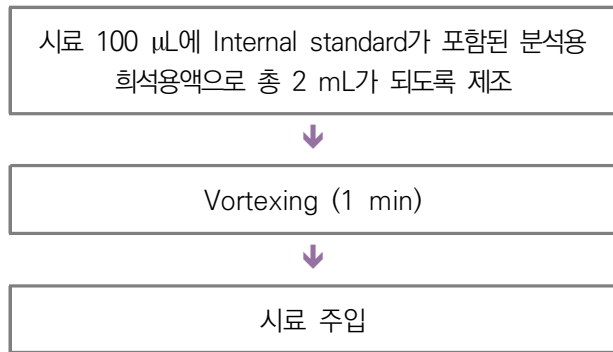 시료 100 μL에 Internal standard가 포함된 분석용
희석용액으로 총 2 mL가 되도록 제조
Vortexing (1 min)
시료 주입